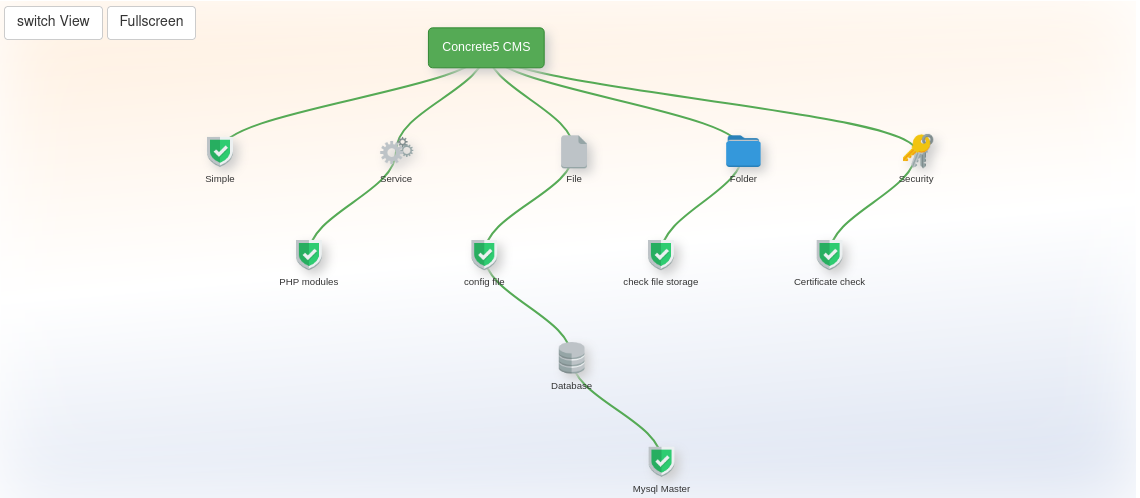 switch View
Fullscreen
Concrete5 CMS
Simple
Service
File
Folder
Security
PHP modules
config file
check file storage
Certificate check
Database
Mysql Master